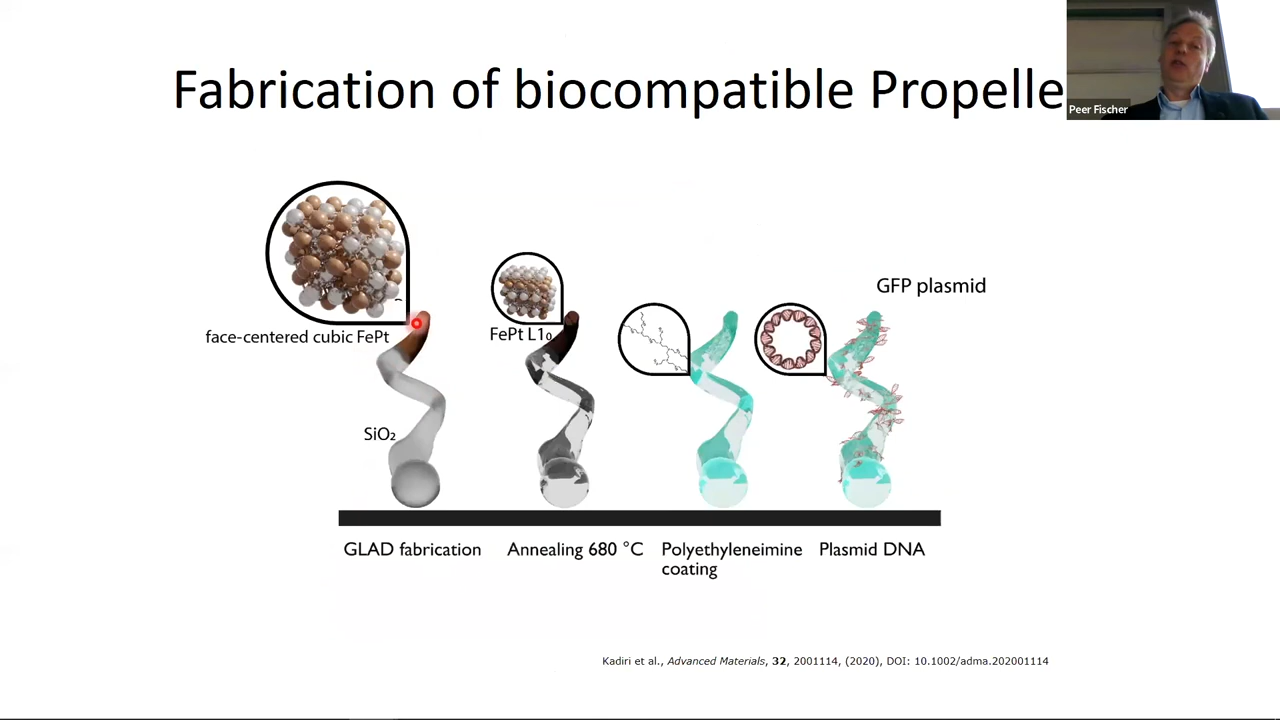 Fabrication of biocompatible Propelle
Peer Fischer
GFP plasmid
face-centered cubic FePt
FePt L1₀
SiO₂
GLAD fabrication
Annealing 680 °C
Polyethyleneimine
coating
Plasmid DNA
Kadiri et al., Advanced Materials, 32, 2001114, (2020), DOI: 10.1002/adma.202001114